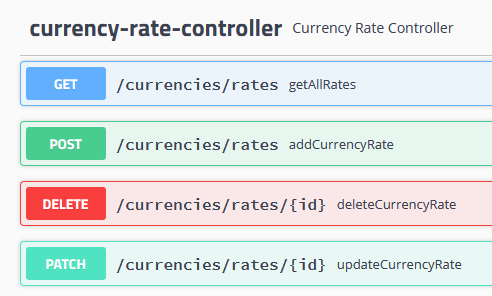 currency-rate-controller Currency Rate Controller
GET /currencies/rates getAllRates
POST /currencies/rates addCurrencyRate
DELETE /currencies/rates/{id} deleteCurrencyRate
PATCH /currencies/rates/{id} updateCurrencyRate